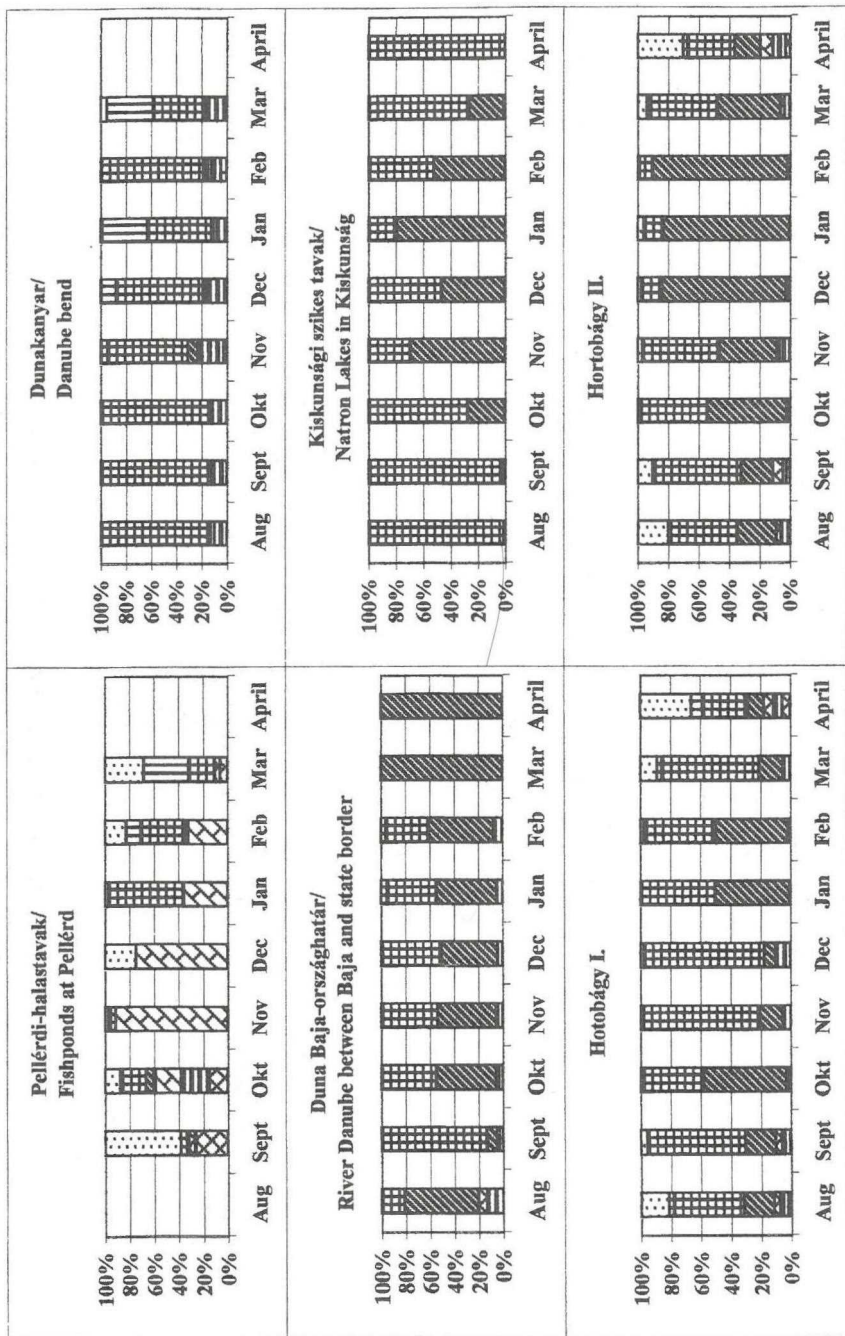 Pellérdi-halastavak/
Fishponds at Pellérd
100%
80%
60%
40%
20%
0%
Aug Sept Okt Nov Dec Jan Feb Mar April
Dunakanyar/
Danube bend
100%
80%
60%
40%
20%
0%
Aug Sept Okt Nov Dec Jan Feb Mar April
Duna Baja-országhatár/
River Danube between Baja and state border
100%
80%
60%
40%
20%
0%
Aug Sept Okt Nov Dec Jan Feb Mar April
Kiskunsági szikes tavak/
Natron Lakes in Kiskunság
100%
80%
60%
40%
20%
0%
Aug Sept Okt Nov Dec Jan Feb Mar April
Hotobágy I.
100%
80%
60%
40%
20%
0%
Aug Sept Okt Nov Dec Jan Feb Mar April
Hortobágy II.
100%
80%
60%
40%
20%
0%
Aug Sept Okt Nov Dec Jan Feb Mar April